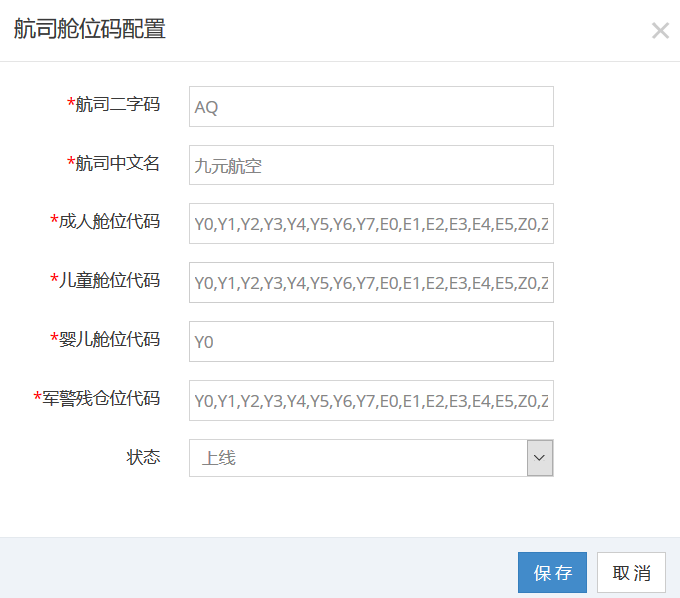 航司舱位码配置
*航司二字码 AQ
*航司中文名 九元航空
*成人舱位代码 Y0,Y1,Y2,Y3,Y4,Y5,Y6,Y7,E0,E1,E2,E3,E4,E5,Z0,Z
*儿童舱位代码 Y0,Y1,Y2,Y3,Y4,Y5,Y6,Y7,E0,E1,E2,E3,E4,E5,Z0,Z
*婴儿舱位代码 Y0
*军警残仓位代码 Y0,Y1,Y2,Y3,Y4,Y5,Y6,Y7,E0,E1,E2,E3,E4,E5,Z0,Z
状态 上线
保存 取消